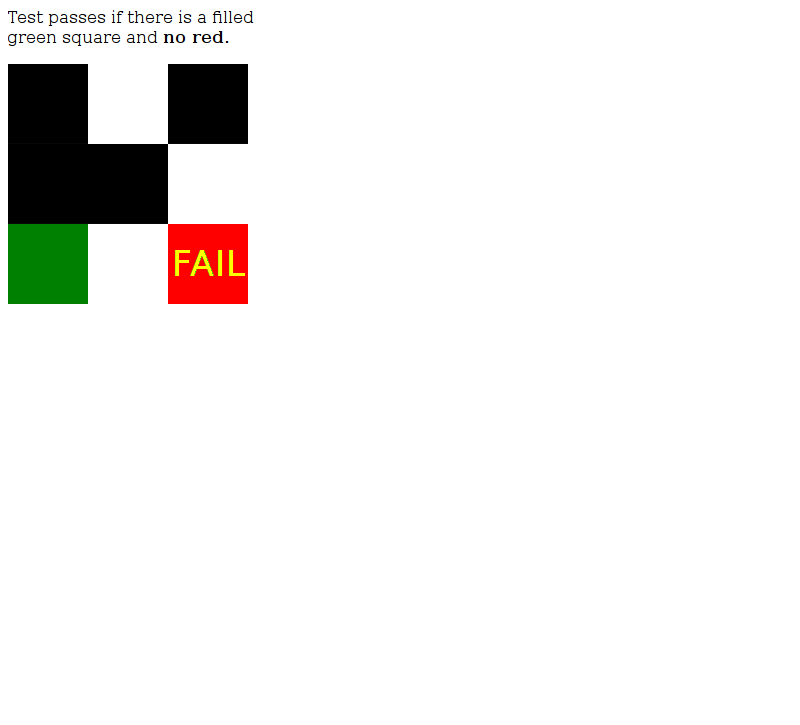 Test passes if there is a filled
green square and no red.
FAIL